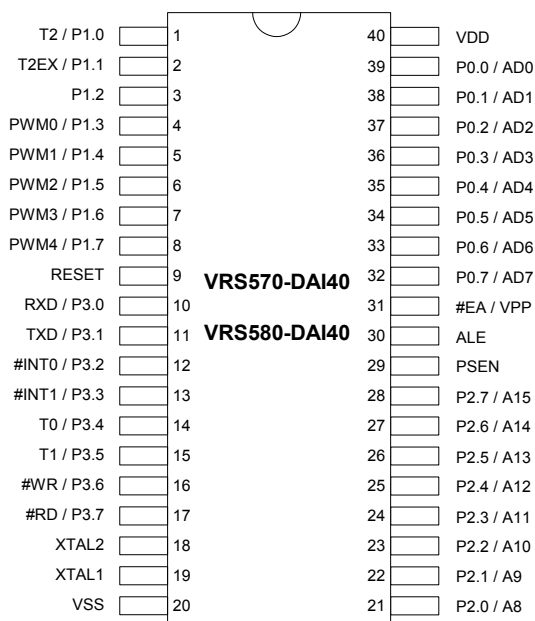 T2 / P1.0 1 40 VDD
T2EX / P1.1 2 39 P0.0 / AD0
P1.2 3 38 P0.1 / AD1
PWM0 / P1.3 4 37 P0.2 / AD2
PWM1 / P1.4 5 36 P0.3 / AD3
PWM2 / P1.5 6 35 P0.4 / AD4
PWM3 / P1.6 7 34 P0.5 / AD5
PWM4 / P1.7 8 33 P0.6 / AD6
RESET 9 VRS570-DAI40 32 P0.7 / AD7
RXD / P3.0 10 31 #EA / VPP
TXD / P3.1 11 VRS580-DAI40 30 ALE
#INT0 / P3.2 12 29 PSEN
#INT1 / P3.3 13 28 P2.7 / A15
T0 / P3.4 14 27 P2.6 / A14
T1 / P3.5 15 26 P2.5 / A13
#WR / P3.6 16 25 P2.4 / A12
#RD / P3.7 17 24 P2.3 / A11
XTAL2 18 23 P2.2 / A10
XTAL1 19 22 P2.1 / A9
VSS 20 21 P2.0 / A8